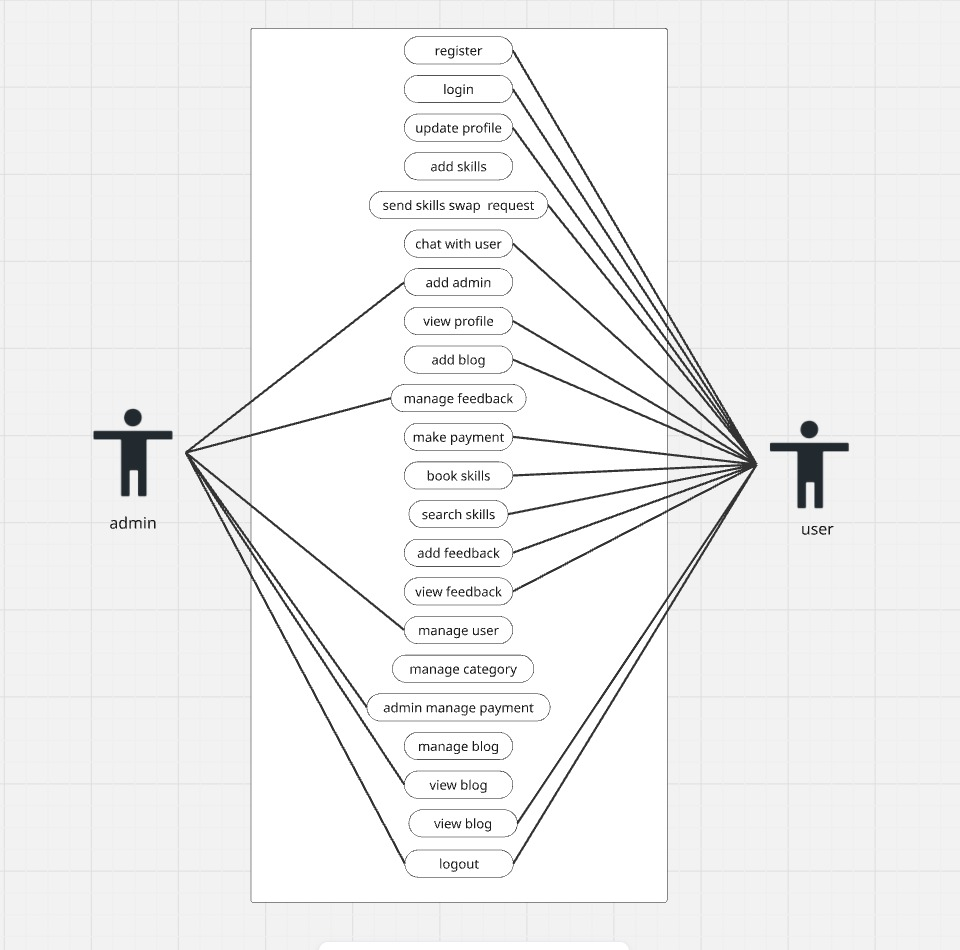 register
login
update profile
add skills
send skills swap  request
chat with user
add admin
view profile
add blog
manage feedback
make payment
book skills
search skills
add feedback
view feedback
manage user
manage category
admin manage payment
manage blog
view blog
view blog
logout
admin
user